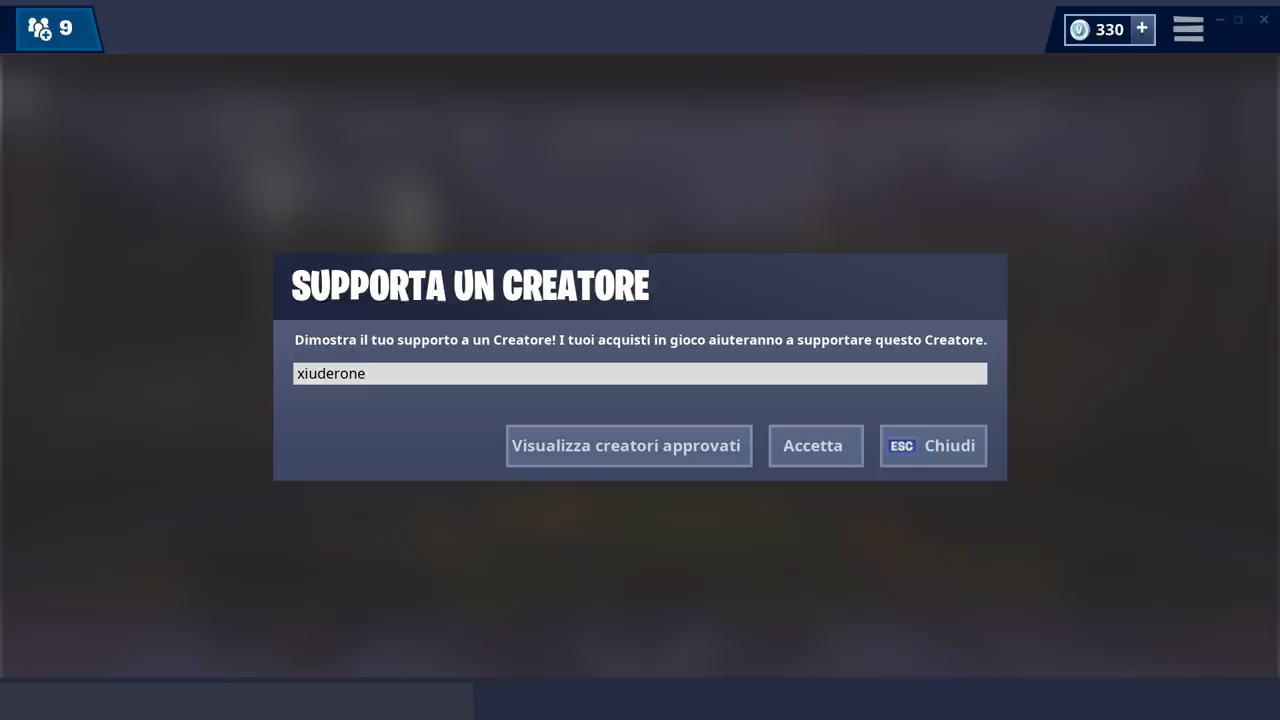 9
330 +
SUPPORTA UN CREATORE
Dimostra il tuo supporto a un Creatore! I tuoi acquisti in gioco aiuteranno a supportare questo Creatore.
xiuderone
Visualizza creatori approvati
Accetta
ESC Chiudi